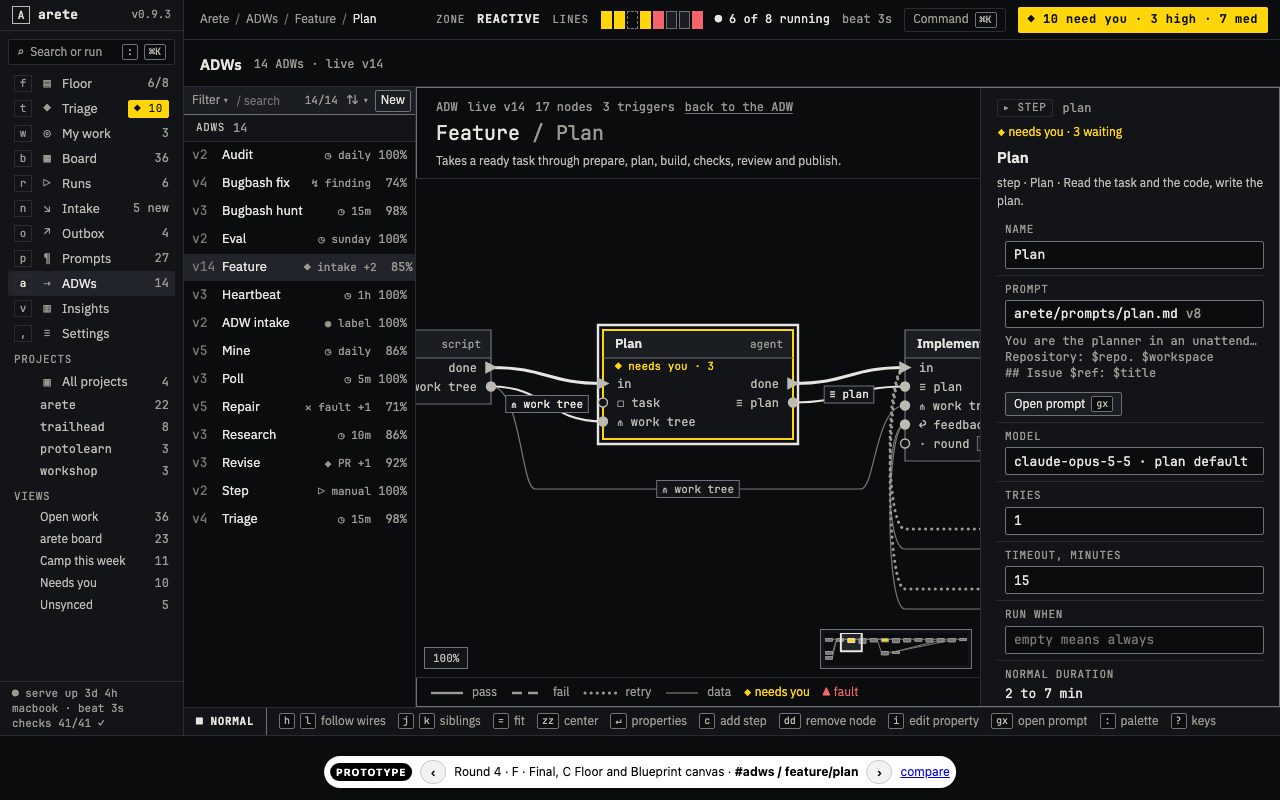 A arete v0.9.3
Arete / ADWs / Feature / Plan
ZONE REACTIVE LINES 6 of 8 running beat 3s
Command ⌘K
◆ 10 need you · 3 high · 7 med
Search or run : ⌘K
f Floor 6/8
t Triage ◆ 10
w My work 3
b Board 36
r Runs 6
n Intake 5 new
o Outbox 4
p Prompts 27
a ADWs 14
v Insights
, Settings
PROJECTS
All projects 4
arete 22
trailhead 8
protolearn 3
workshop 3
VIEWS
Open work 36
arete board 23
Camp this week 11
Needs you 10
Unsynced 5
● serve up 3d 4h
macbook · beat 3s
checks 41/41 ✓
ADWs 14 ADWs · live v14
Filter ▾ / search 14/14 ⇅ ▾ New
ADWS 14
v2 Audit daily 100%
v4 Bugbash fix finding 74%
v3 Bugbash hunt 15m 98%
v2 Eval sunday 100%
v14 Feature ◆ intake +2 85%
v3 Heartbeat 1h 100%
v2 ADW intake label 100%
v5 Mine daily 86%
v3 Poll 5m 100%
v5 Repair × fault +1 71%
v3 Research 10m 86%
v3 Revise ◆ PR +1 92%
v2 Step ▷ manual 100%
v4 Triage 15m 98%
ADW live v14 17 nodes 3 triggers back to the ADW
Feature / Plan
Takes a ready task through prepare, plan, build, checks, review and publish.
script
done
work tree
work tree
Plan agent
◆ needs you · 3
in done
task ≡ plan
work tree
≡ plan
work tree
Implemen
in
≡ plan
work tr
feedbac
· round
100%
pass fail retry data ◆ needs you fault
▸ STEP plan
◆ needs you · 3 waiting
Plan
step · Plan · Read the task and the code, write the
plan.
NAME
Plan
PROMPT
arete/prompts/plan.md v8
You are the planner in an unattend…
Repository: $repo. $workspace
## Issue $ref: $title
Open prompt gx
MODEL
claude-opus-5-5 · plan default
TRIES
1
TIMEOUT, MINUTES
15
RUN WHEN
empty means always
NORMAL DURATION
2 to 7 min
■ NORMAL h l follow wires j k siblings = fit zz center ↵ properties c add step dd remove node i edit property gx open prompt : palette ? keys
PROTOTYPE ‹ Round 4 · F · Final, C Floor and Blueprint canvas · #adws / feature/plan › compare